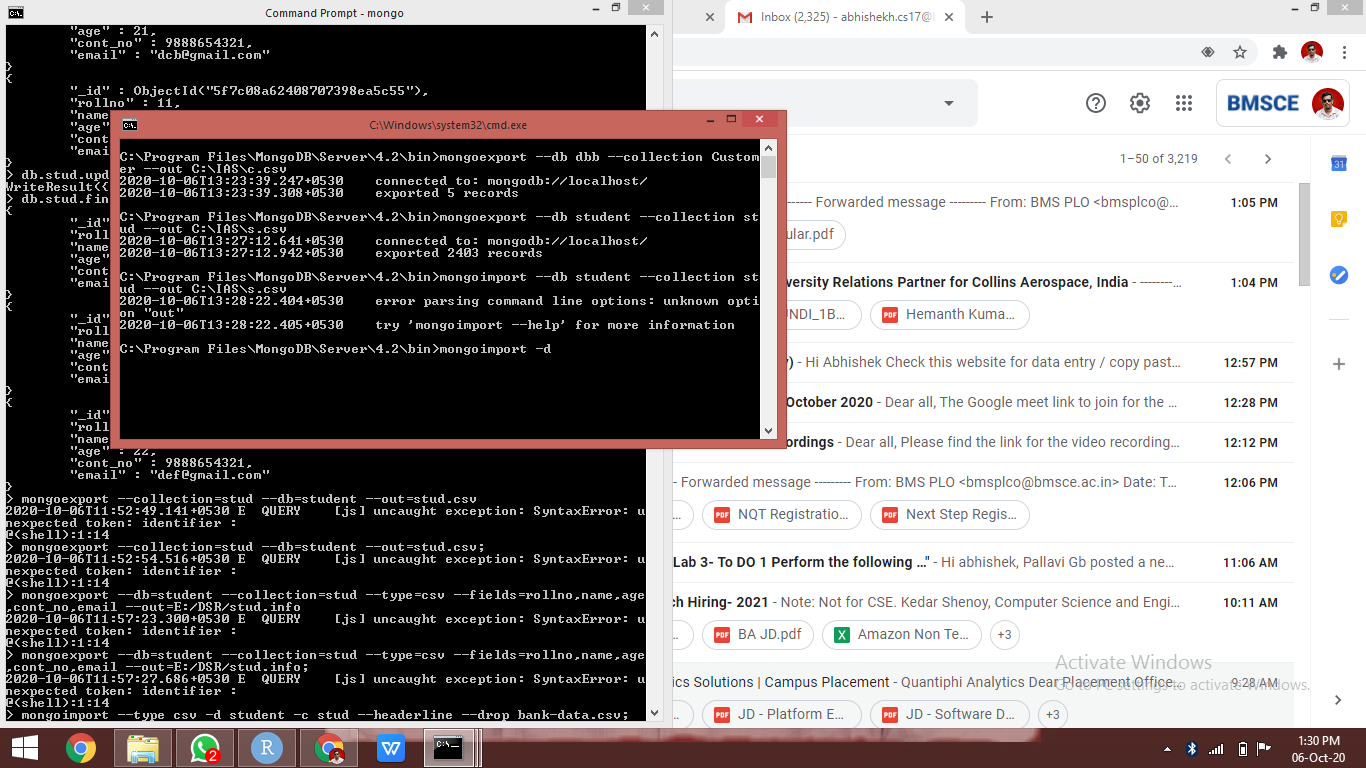 Command Prompt - mongo
"age" : 21,
"cont_no" : 9888654321,
"email" : "dcb@gmail.com"
}
{
"_id" : ObjectId("5f7c08a62408707398ea5c55"),
"rollno" : 11,
"name
"age"
"cont
"emai
}
> db.stud.upd
WriteResult({
> db.stud.fin
{
"_id"
"roll
"name
"age"
"cont
"emai
}
{
"_id"
"roll
"name
"age"
"cont
"emai
}
{
"_id"
"roll
"name
"age" : 22,
"cont_no" : 9888654321,
"email" : "def@gmail.com"
}
> mongoexport --collection=stud --db=student --out=stud.csv
2020-10-06T11:52:49.141+0530 E  QUERY    [js] uncaught exception: SyntaxError: u
nexpected token: identifier :
@(shell):1:14
> mongoexport --collection=stud --db=student --out=stud.csv;
2020-10-06T11:52:54.516+0530 E  QUERY    [js] uncaught exception: SyntaxError: u
nexpected token: identifier :
@(shell):1:14
> mongoexport --db=student --collection=stud --type=csv --fields=rollno,name,age
,cont_no,email --out=E:/DSR/stud.info
2020-10-06T11:57:23.300+0530 E  QUERY    [js] uncaught exception: SyntaxError: u
nexpected token: identifier :
@(shell):1:14
> mongoexport --db=student --collection=stud --type=csv --fields=rollno,name,age
,cont_no,email --out=E:/DSR/stud.info;
2020-10-06T11:57:27.686+0530 E  QUERY    [js] uncaught exception: SyntaxError: u
nexpected token: identifier :
@(shell):1:14
> mongoimport --type csv -d student -c stud --headerline --drop bank-data.csv;
C:\Windows\system32\cmd.exe
C:\Program Files\MongoDB\Server\4.2\bin>mongoexport --db dbb --collection Custom
er --out C:\IAS\c.csv
2020-10-06T13:23:39.247+0530    connected to: mongodb://localhost/
2020-10-06T13:23:39.308+0530    exported 5 records
C:\Program Files\MongoDB\Server\4.2\bin>mongoexport --db student --collection st
ud --out C:\IAS\s.csv
2020-10-06T13:27:12.641+0530    connected to: mongodb://localhost/
2020-10-06T13:27:12.942+0530    exported 2403 records
C:\Program Files\MongoDB\Server\4.2\bin>mongoimport --db student --collection st
ud --out C:\IAS\s.csv
2020-10-06T13:28:22.404+0530    error parsing command line options: unknown opti
on "out"
2020-10-06T13:28:22.405+0530    try 'mongoimport --help' for more information
C:\Program Files\MongoDB\Server\4.2\bin>mongoimport -d
Inbox (2,325) - abhishekh.cs17@
BMSCE
1–50 of 3,219
31
------ Forwarded message --------- From: BMS PLO <bmsplco@... 1:05 PM
ular.pdf
versity Relations Partner for Collins Aerospace, India - --------... 1:04 PM
UNDI_1B... PDF Hemanth Kuma...
y) - Hi Abhishek Check this website for data entry / copy past... 12:57 PM
October 2020 - Dear all, The Google meet link to join for the ... 12:28 PM
ordings - Dear all, Please find the link for the video recording... 12:12 PM
- Forwarded message --------- From: BMS PLO <bmsplco@bmsce.ac.in> Date: T... 12:06 PM
... PDF NQT Registratio... PDF Next Step Regis...
Lab 3- To DO 1 Perform the following ..." - Hi abhishek, Pallavi Gb posted a ne... 11:06 AM
ch Hiring- 2021 - Note: Not for CSE. Kedar Shenoy, Computer Science and Engi... 10:11 AM
... PDF BA JD.pdf X Amazon Non Te... +3
ics Solutions | Campus Placement - Quantiphi Analytics Dear Placement Office... 9:28 AM
... PDF JD - Platform E... PDF JD - Software D... +3
Activate Windows
Go to PC settings to activate Windows.
2
R
W
1:30 PM
06-Oct-20